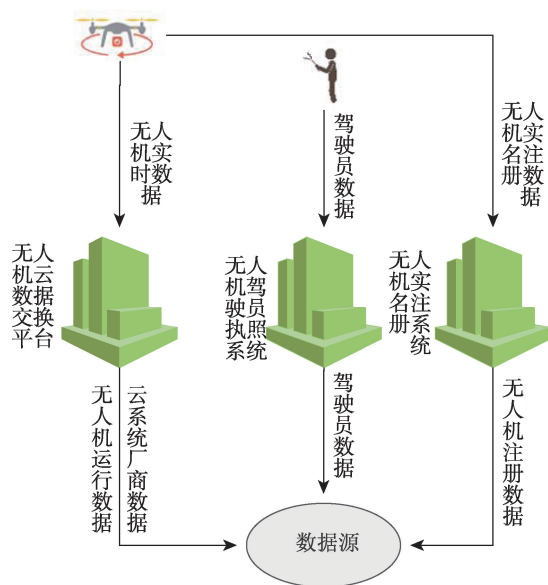 无人机实时数据
驾驶员数据
无人机实名注册数据
无人机云数据交换平台
无人机驾驶员执照系统
无人机实名注册系统
无人机运行数据
云系统厂商数据
驾驶员数据
无人机注册数据
数据源